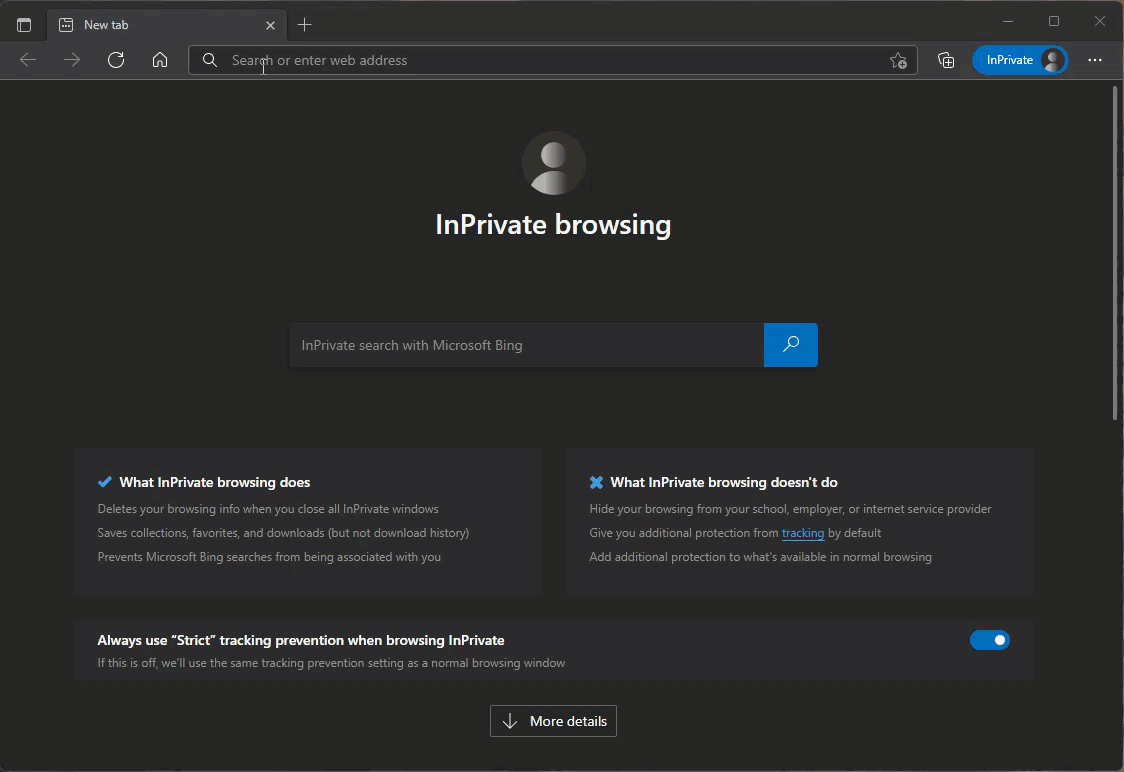 New tab
Search or enter web address
InPrivate
InPrivate browsing
InPrivate search with Microsoft Bing
What InPrivate browsing does
Deletes your browsing info when you close all InPrivate windows
Saves collections, favorites, and downloads (but not download history)
Prevents Microsoft Bing searches from being associated with you
What InPrivate browsing doesn't do
Hide your browsing from your school, employer, or internet service provider
Give you additional protection from tracking by default
Add additional protection to what's available in normal browsing
Always use “Strict” tracking prevention when browsing InPrivate
If this is off, we'll use the same tracking prevention setting as a normal browsing window
More details